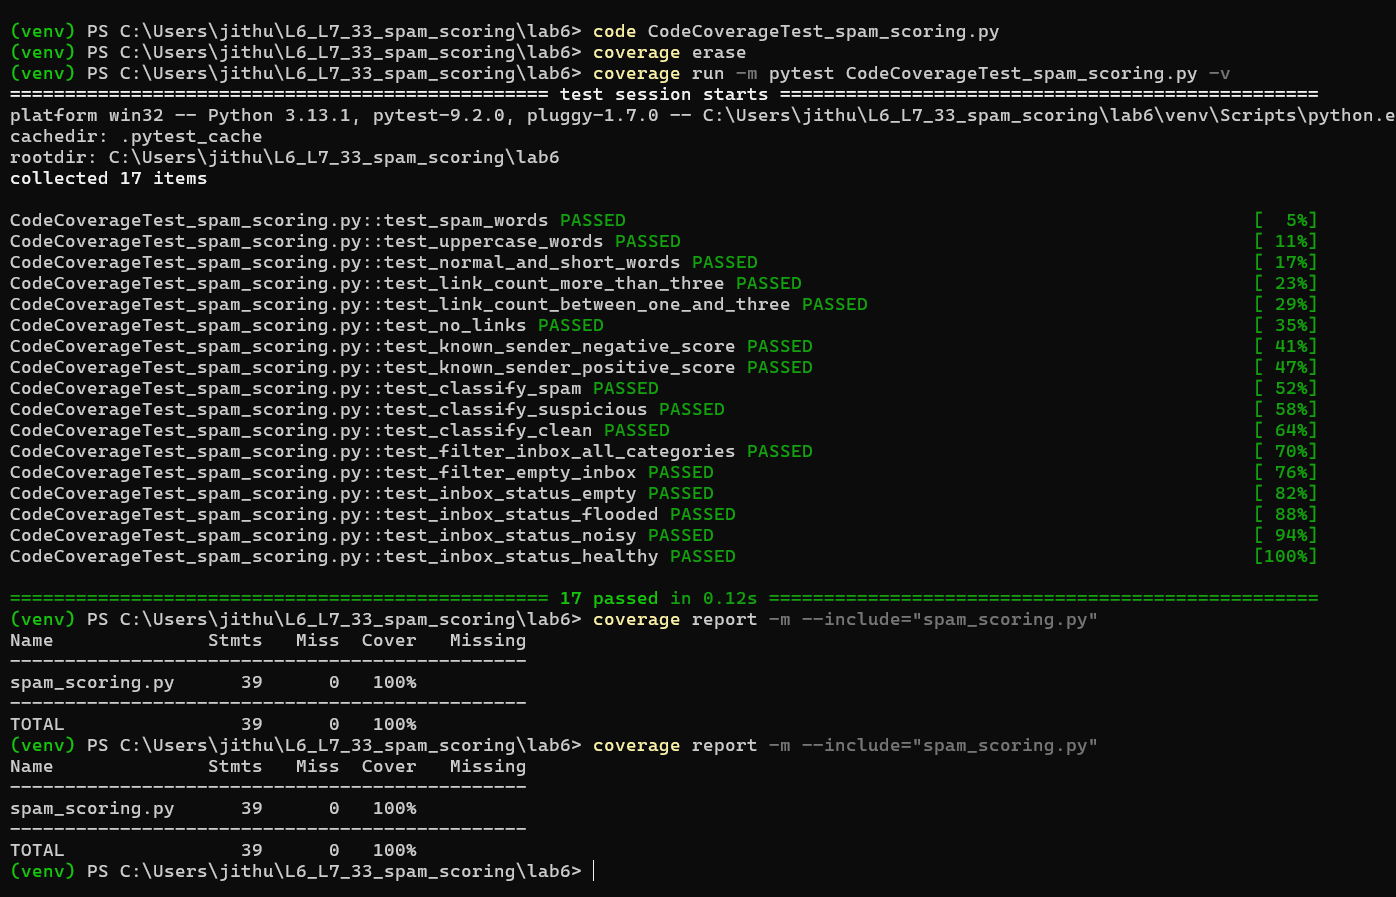 (venv) PS C:\Users\jithu\L6_L7_33_spam_scoring\lab6> code CodeCoverageTest_spam_scoring.py
(venv) PS C:\Users\jithu\L6_L7_33_spam_scoring\lab6> coverage erase
(venv) PS C:\Users\jithu\L6_L7_33_spam_scoring\lab6> coverage run -m pytest CodeCoverageTest_spam_scoring.py -v
================================================= test session starts =================================================
platform win32 -- Python 3.13.1, pytest-9.2.0, pluggy-1.7.0 -- C:\Users\jithu\L6_L7_33_spam_scoring\lab6\venv\Scripts\python.e
cachedir: .pytest_cache
rootdir: C:\Users\jithu\L6_L7_33_spam_scoring\lab6
collected 17 items
CodeCoverageTest_spam_scoring.py::test_spam_words PASSED [  5%]
CodeCoverageTest_spam_scoring.py::test_uppercase_words PASSED [ 11%]
CodeCoverageTest_spam_scoring.py::test_normal_and_short_words PASSED [ 17%]
CodeCoverageTest_spam_scoring.py::test_link_count_more_than_three PASSED [ 23%]
CodeCoverageTest_spam_scoring.py::test_link_count_between_one_and_three PASSED [ 29%]
CodeCoverageTest_spam_scoring.py::test_no_links PASSED [ 35%]
CodeCoverageTest_spam_scoring.py::test_known_sender_negative_score PASSED [ 41%]
CodeCoverageTest_spam_scoring.py::test_known_sender_positive_score PASSED [ 47%]
CodeCoverageTest_spam_scoring.py::test_classify_spam PASSED [ 52%]
CodeCoverageTest_spam_scoring.py::test_classify_suspicious PASSED [ 58%]
CodeCoverageTest_spam_scoring.py::test_classify_clean PASSED [ 64%]
CodeCoverageTest_spam_scoring.py::test_filter_inbox_all_categories PASSED [ 70%]
CodeCoverageTest_spam_scoring.py::test_filter_empty_inbox PASSED [ 76%]
CodeCoverageTest_spam_scoring.py::test_inbox_status_empty PASSED [ 82%]
CodeCoverageTest_spam_scoring.py::test_inbox_status_flooded PASSED [ 88%]
CodeCoverageTest_spam_scoring.py::test_inbox_status_noisy PASSED [ 94%]
CodeCoverageTest_spam_scoring.py::test_inbox_status_healthy PASSED [100%]
================================================= 17 passed in 0.12s ==================================================
(venv) PS C:\Users\jithu\L6_L7_33_spam_scoring\lab6> coverage report -m --include="spam_scoring.py"
Name              Stmts   Miss  Cover   Missing
-----------------------------------------------
spam_scoring.py      39      0   100%
-----------------------------------------------
TOTAL                39      0   100%
(venv) PS C:\Users\jithu\L6_L7_33_spam_scoring\lab6> coverage report -m --include="spam_scoring.py"
Name              Stmts   Miss  Cover   Missing
-----------------------------------------------
spam_scoring.py      39      0   100%
-----------------------------------------------
TOTAL                39      0   100%
(venv) PS C:\Users\jithu\L6_L7_33_spam_scoring\lab6>